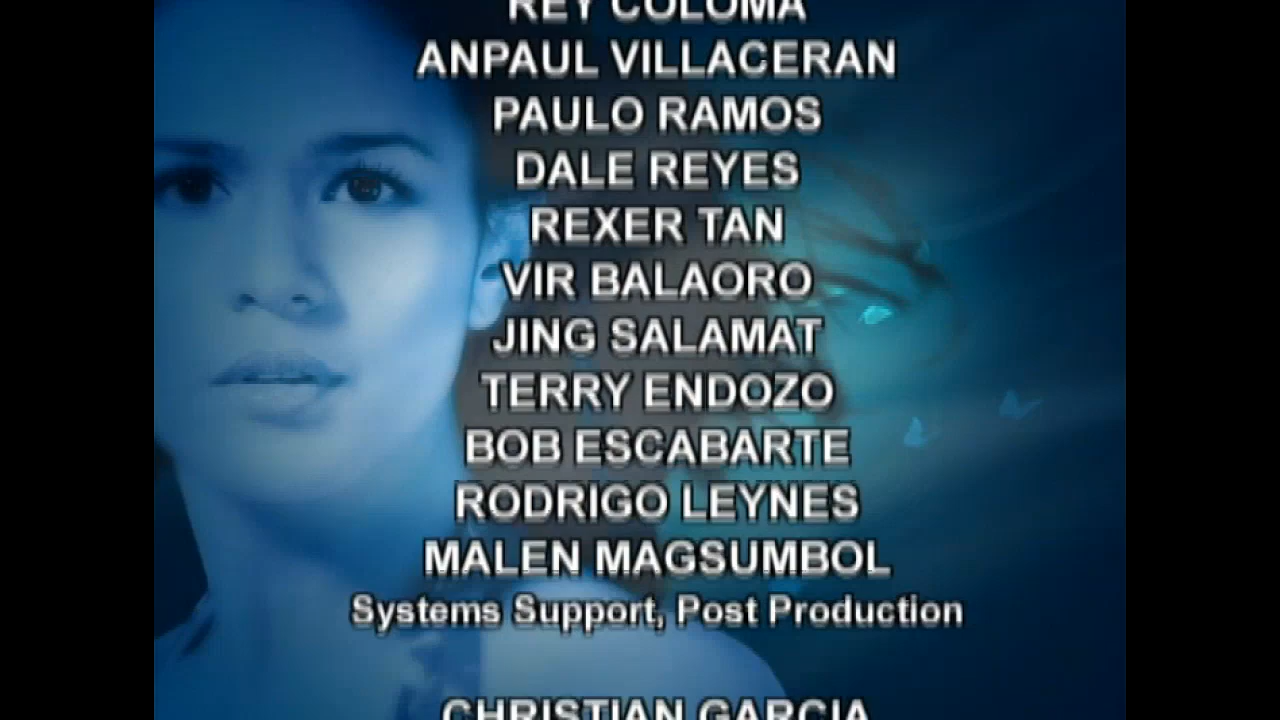 REY COLOMA
ANPAUL VILLACERAN
PAULO RAMOS
DALE REYES
REXER TAN
VIR BALAORO
JING SALAMAT
TERRY ENDOZO
BOB ESCABARTE
RODRIGO LEYNES
MALEN MAGSUMBOL
Systems Support, Post Production
CHRISTIAN GARCIA